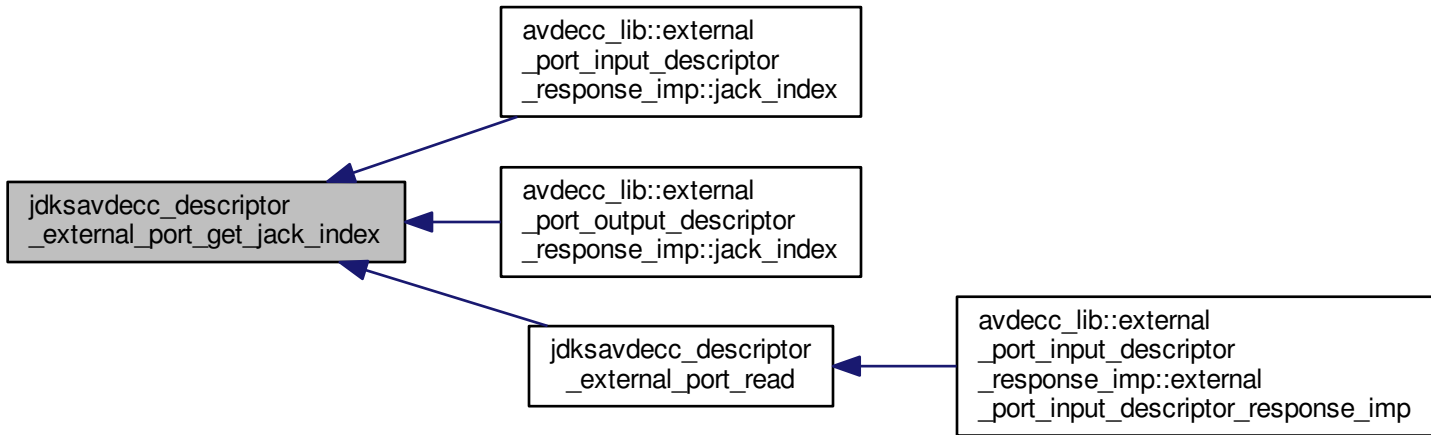 avdecc_lib::external
_port_input_descriptor
_response_imp::jack_index
jdksavdecc_descriptor
_external_port_get_jack_index
avdecc_lib::external
_port_output_descriptor
_response_imp::jack_index
jdksavdecc_descriptor
_external_port_read
avdecc_lib::external
_port_input_descriptor
_response_imp::external
_port_input_descriptor_response_imp